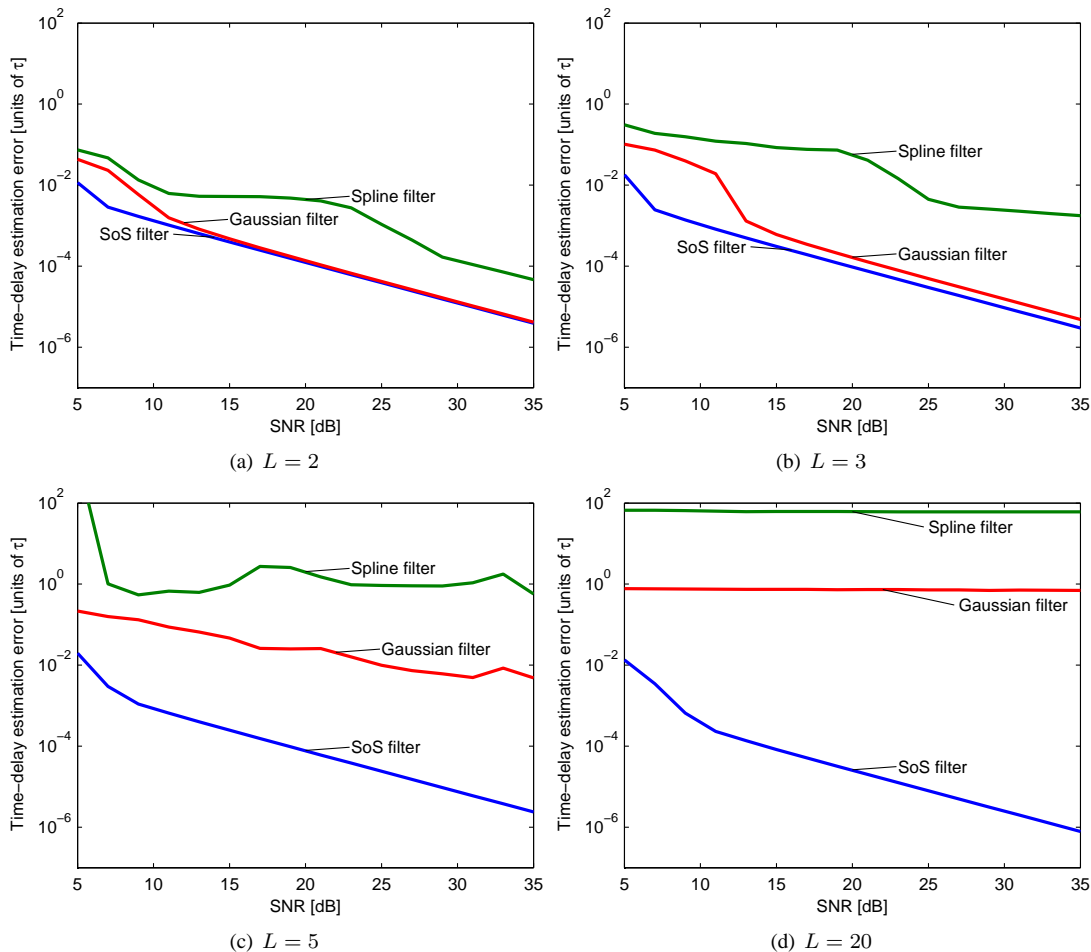 10^2
10^0
10^-2
10^-4
10^-6
Time-delay estimation error [units of τ]
Spline filter
Gaussian filter
SoS filter
5 10 15 20 25 30 35
SNR [dB]
(a) L = 2
10^2
10^0
10^-2
10^-4
10^-6
Time-delay estimation error [units of τ]
Spline filter
SoS filter
Gaussian filter
5 10 15 20 25 30 35
SNR [dB]
(b) L = 3
10^2
10^0
10^-2
10^-4
10^-6
Time-delay estimation error [units of τ]
Spline filter
Gaussian filter
SoS filter
5 10 15 20 25 30 35
SNR [dB]
(c) L = 5
10^2
10^0
10^-2
10^-4
10^-6
Time-delay estimation error [units of τ]
Spline filter
Gaussian filter
SoS filter
5 10 15 20 25 30 35
SNR [dB]
(d) L = 20